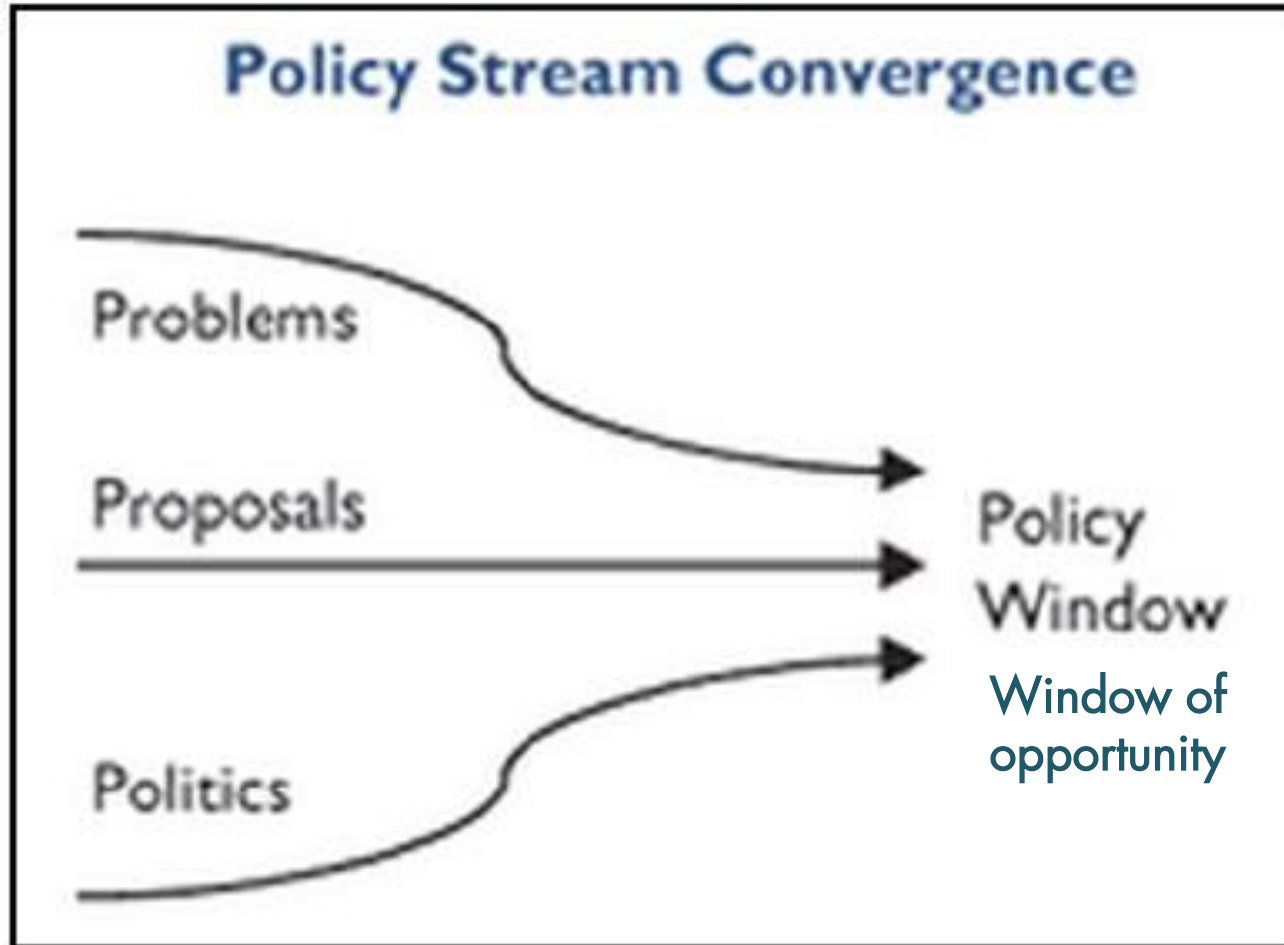 Policy Stream Convergence
Problems
Proposals
Policy
Window
Window of
opportunity
Politics